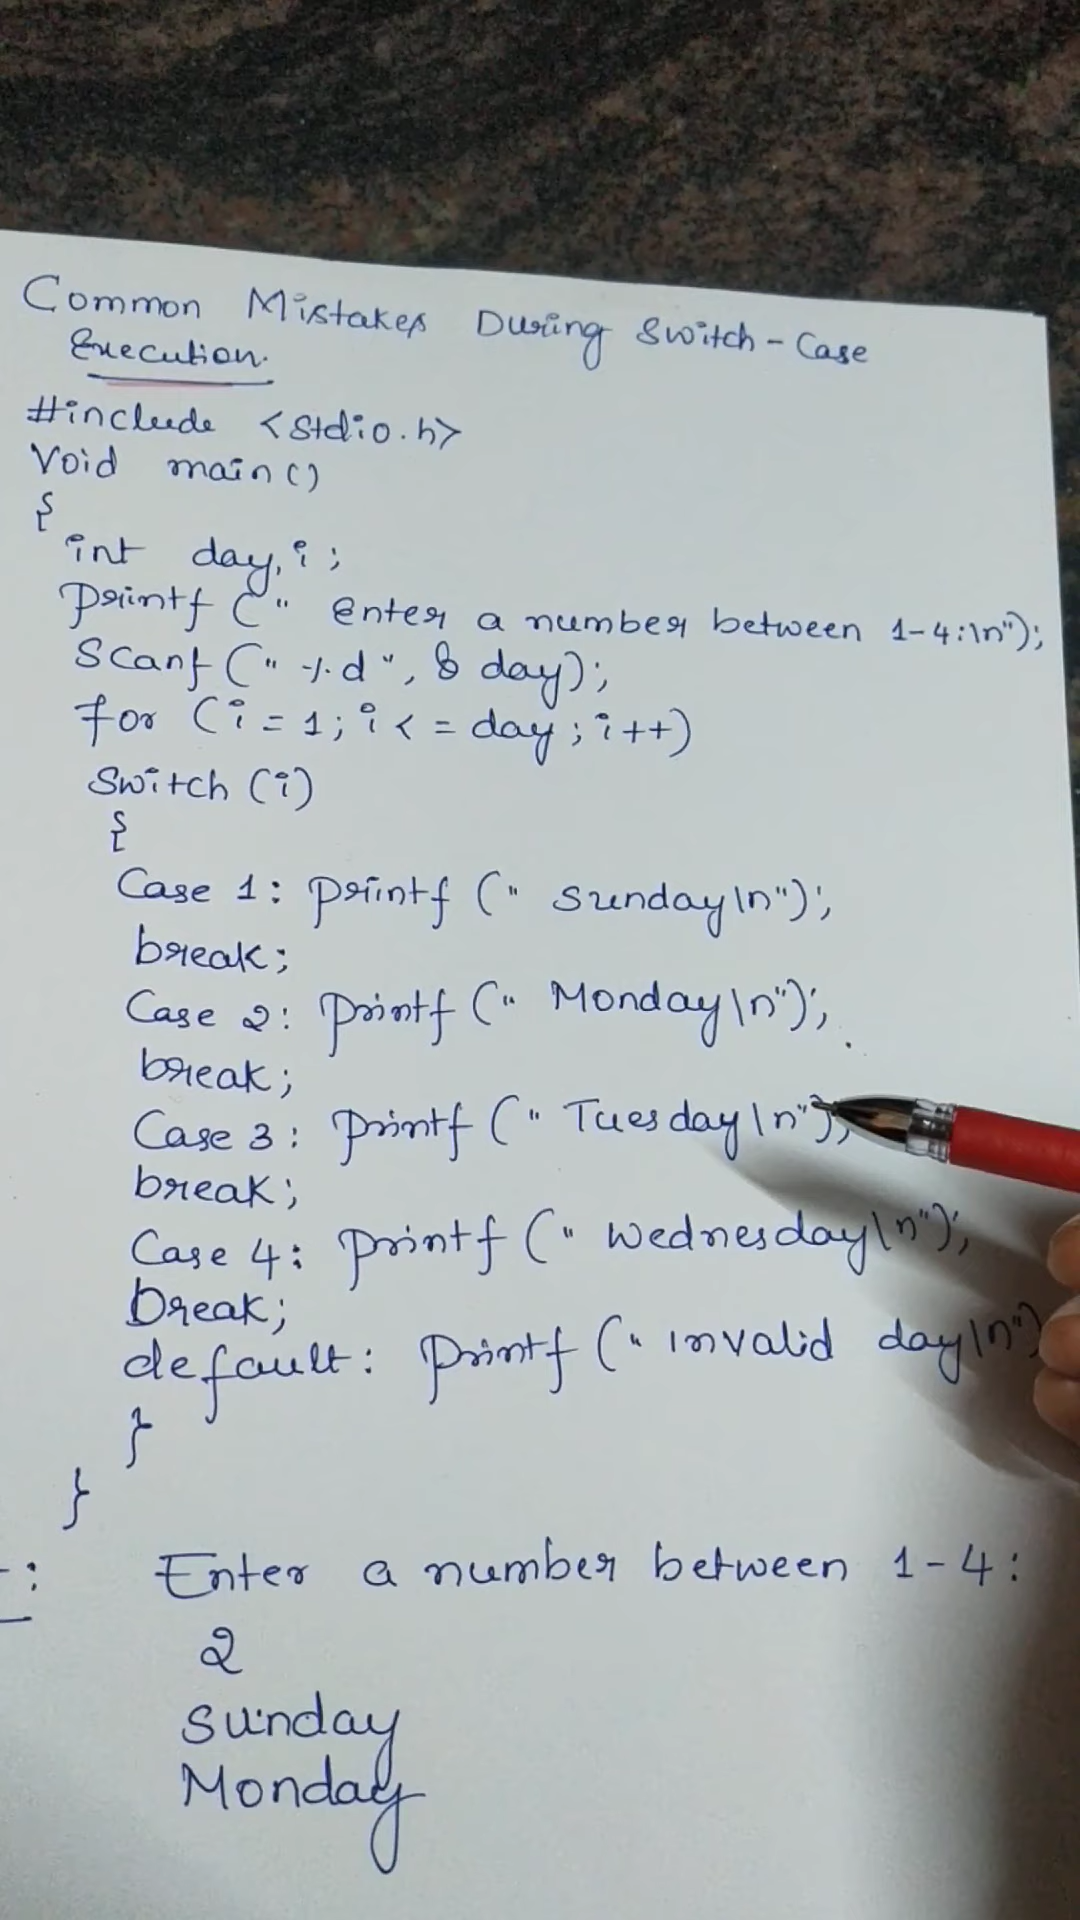 Common Mistakes During Switch-Case
Execution.
#include <stdio.h>
Void main()
{
int day, i;
printf (" Enter a number between 1-4:\n");
Scanf ("%d", & day);
for (i = 1; i <= day; i++)
Switch (i)
{
Case 1: printf (" Sunday\n");
break;
Case 2: printf (" Monday\n");
break;
Case 3: printf (" Tuesday\n");
break;
Case 4: printf (" Wednesday\n");
Break;
default: printf (" Invalid day\n")
}
}
:
Enter a number between 1-4:
2
Sunday
Monday